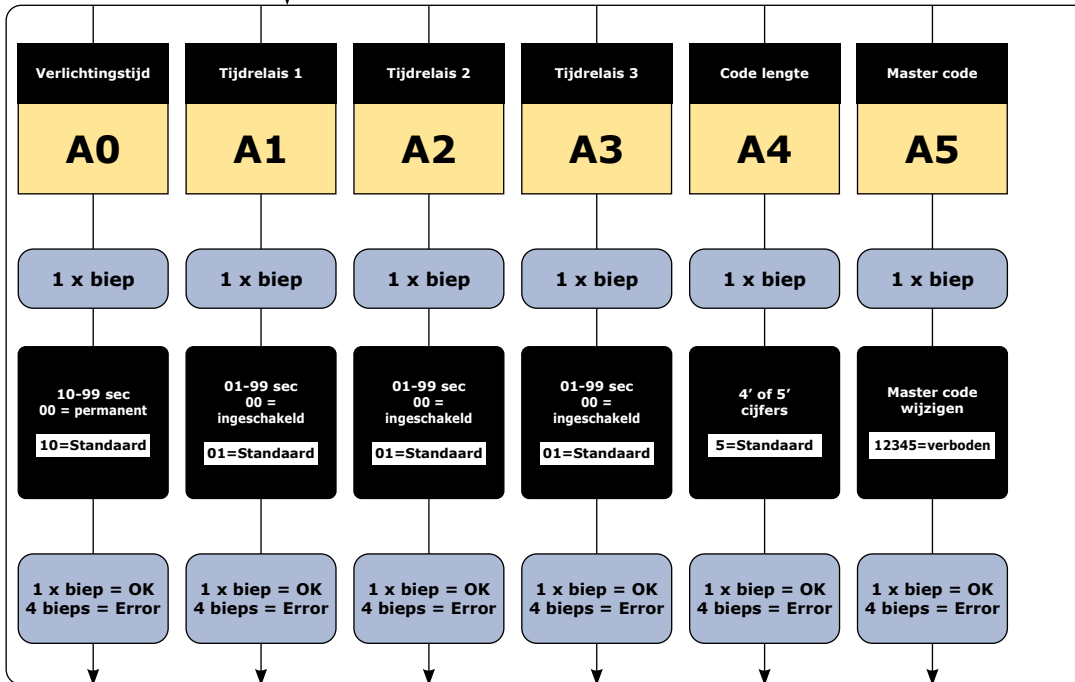 Verlichtingstijd
A0
1 x biep
10-99 sec
00 = permanent
10=Standaard
1 x biep = OK
4 bieps = Error
Tijdrelais 1
A1
1 x biep
01-99 sec
00 =
ingeschakeld
01=Standaard
1 x biep = OK
4 bieps = Error
Tijdrelais 2
A2
1 x biep
01-99 sec
00 =
ingeschakeld
01=Standaard
1 x biep = OK
4 bieps = Error
Tijdrelais 3
A3
1 x biep
01-99 sec
00 =
ingeschakeld
01=Standaard
1 x biep = OK
4 bieps = Error
Code lengte
A4
1 x biep
4’ of 5’
cijfers
5=Standaard
1 x biep = OK
4 bieps = Error
Master code
A5
1 x biep
Master code
wijzigen
12345=verboden
1 x biep = OK
4 bieps = Error